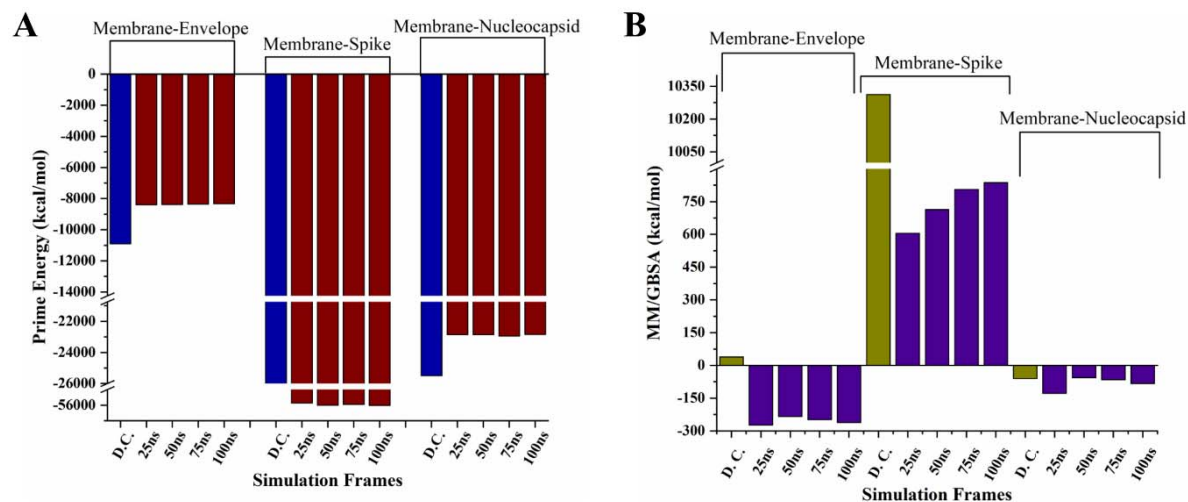 A
Membrane-Envelope
Membrane-Spike
Membrane-Nucleocapsid
Prime Energy (kcal/mol)
0
-2000
-4000
-6000
-8000
-10000
-12000
-14000
-22000
-24000
-26000
-56000
D.C. 25ns 50ns 75ns 100ns D.C. 25ns 50ns 75ns 100ns D.C. 25ns 50ns 75ns 100ns
Simulation Frames
B
Membrane-Envelope
Membrane-Spike
Membrane-Nucleocapsid
MM/GBSA (kcal/mol)
10350
10200
10050
750
600
450
300
150
0
-150
-300
D. C. 25ns 50ns 75ns 100ns D. C. 25ns 50ns 75ns 100ns D. C. 25ns 50ns 75ns 100ns
Simulation Frames